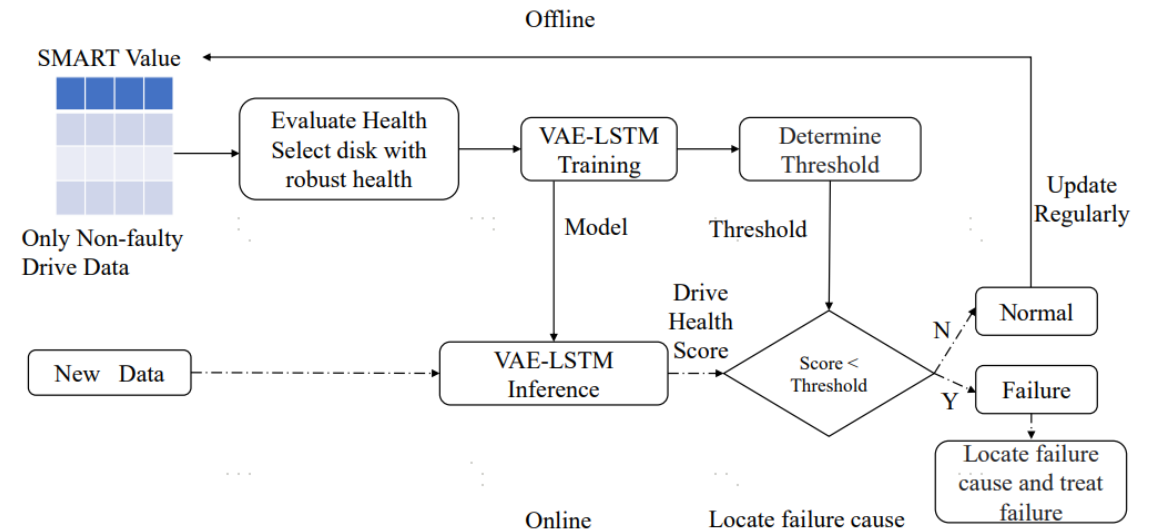 Offline
SMART Value
Evaluate Health
Select disk with
robust health
VAE-LSTM
Training
Determine
Threshold
Update
Regularly
Only Non-faulty
Drive Data
Model
Threshold
Drive
Health
Score
New Data
VAE-LSTM
Inference
Score <
Threshold
N
Y
Normal
Failure
Locate failure
cause and treat
failure
Online
Locate failure cause